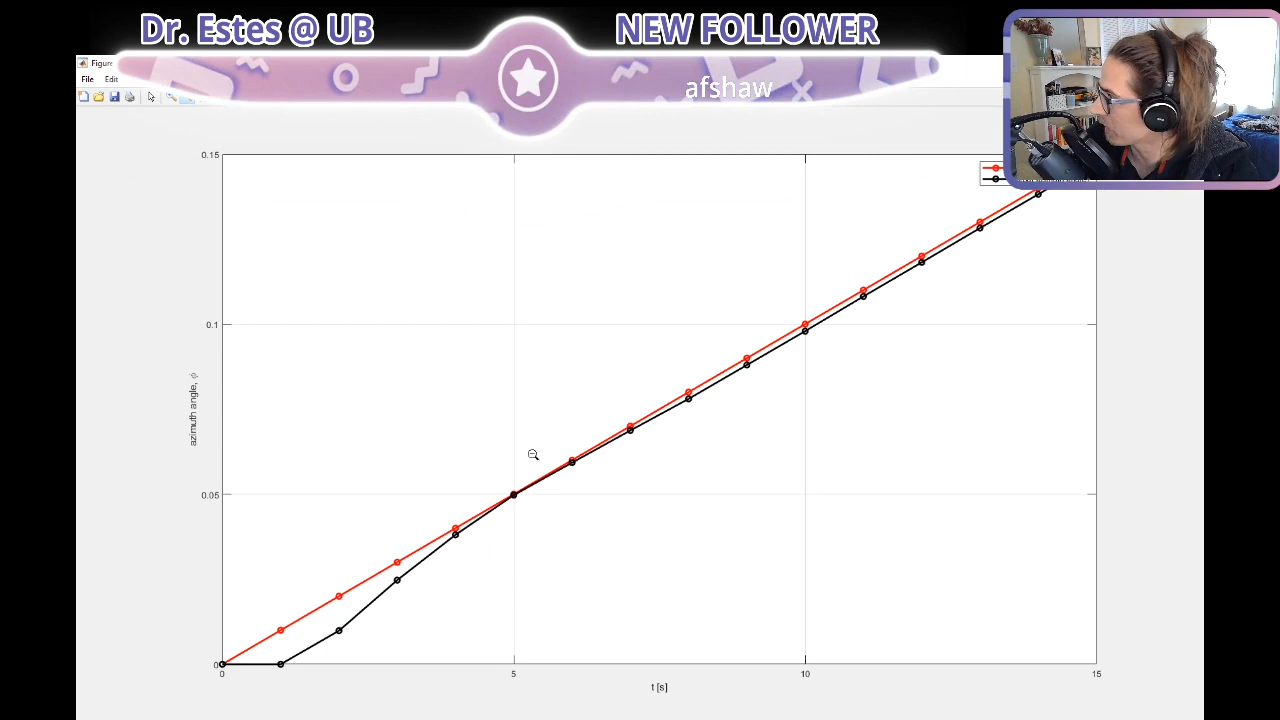 Dr. Estes @ UB
NEW FOLLOWER
afshaw
Figure
File Edit
0.15
0.1
0.05
0
azimuth angle, ϕ
0
5
10
15
t [s]